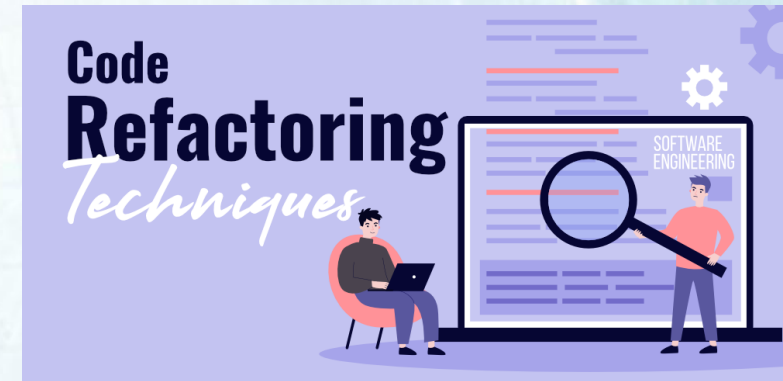 Code
Refactoring
Techniques
SOFTWARE
ENGINEERING